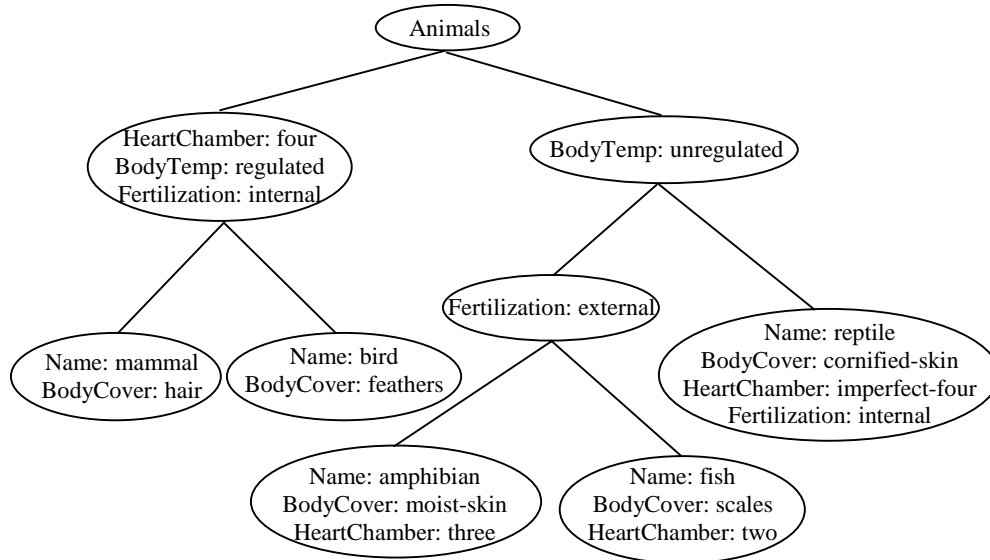 Animals
HeartChamber: four
BodyTemp: regulated
Fertilization: internal
BodyTemp: unregulated
Fertilization: external
Name: mammal
BodyCover: hair
Name: bird
BodyCover: feathers
Name: reptile
BodyCover: cornified-skin
HeartChamber: imperfect-four
Fertilization: internal
Name: amphibian
BodyCover: moist-skin
HeartChamber: three
Name: fish
BodyCover: scales
HeartChamber: two